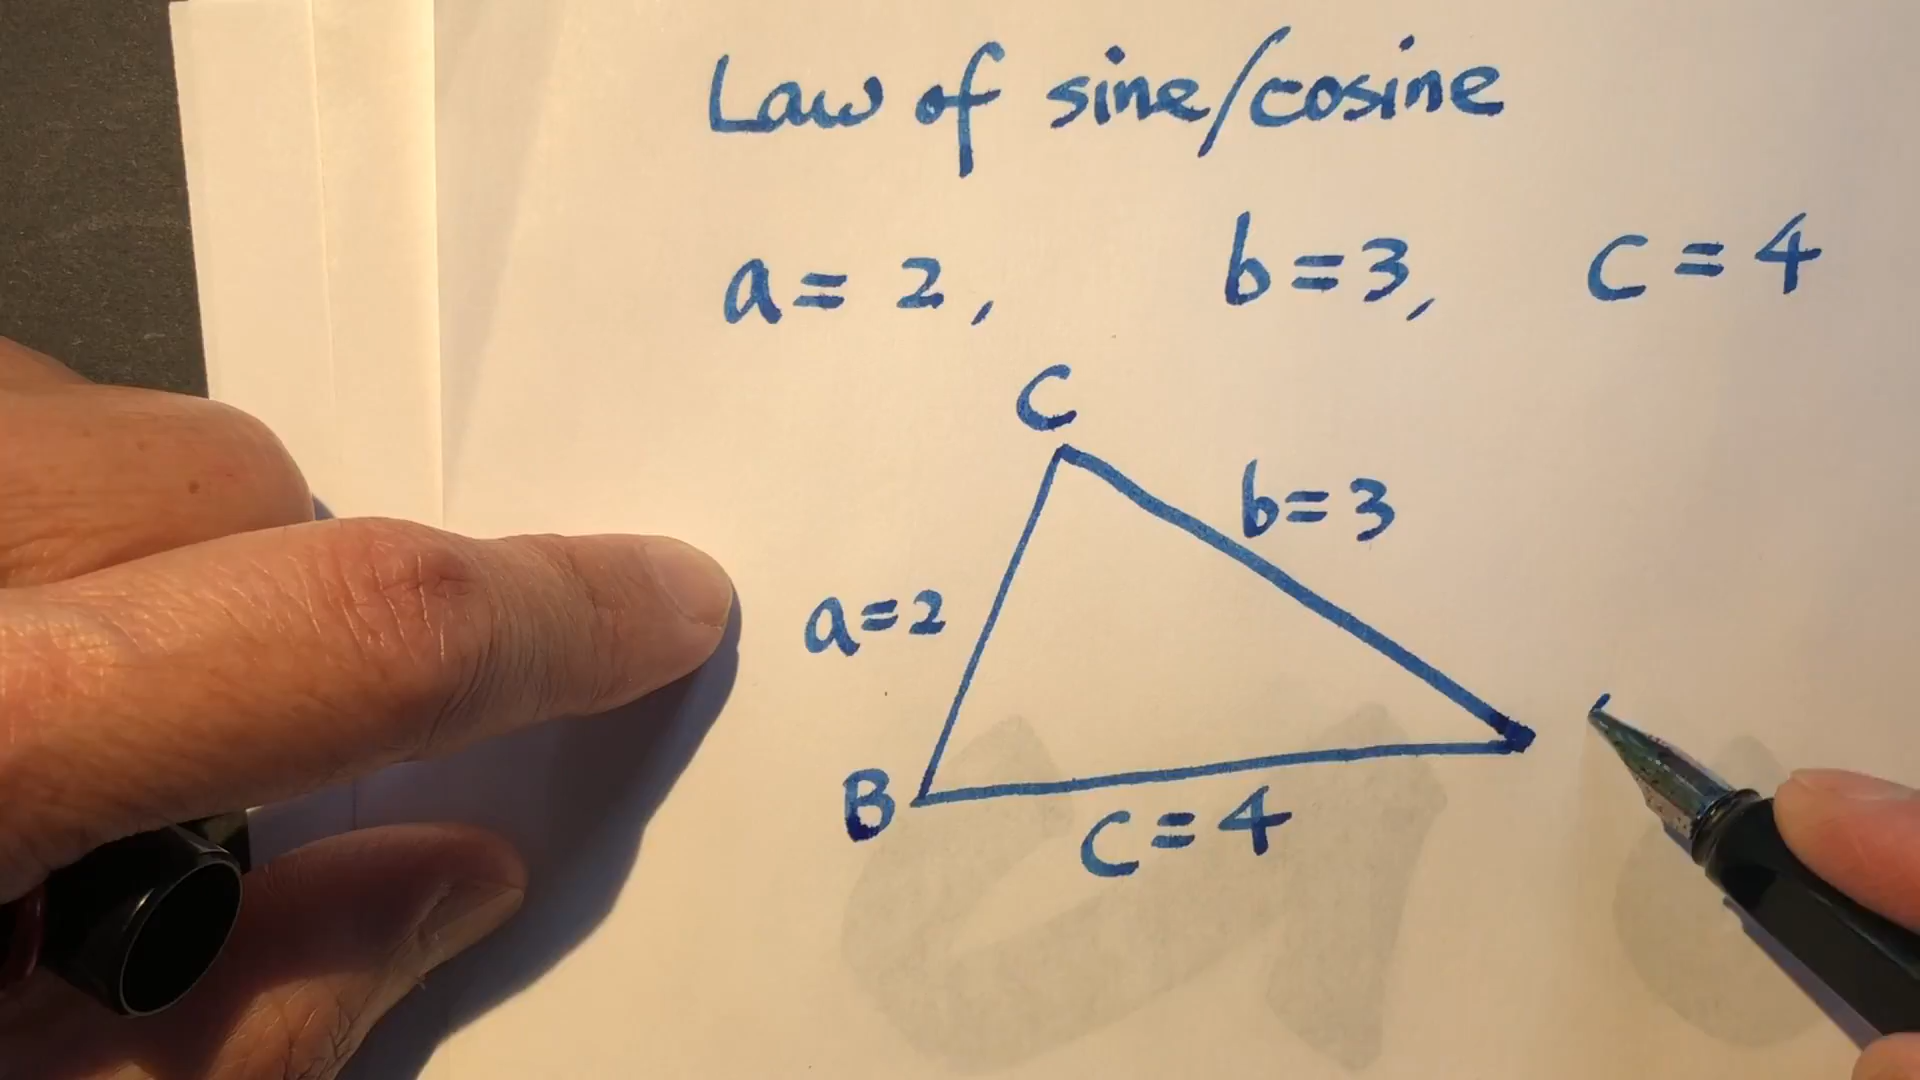 Law of sine/cosine
a = 2, b = 3, c = 4
C
b = 3
a = 2
B
c = 4